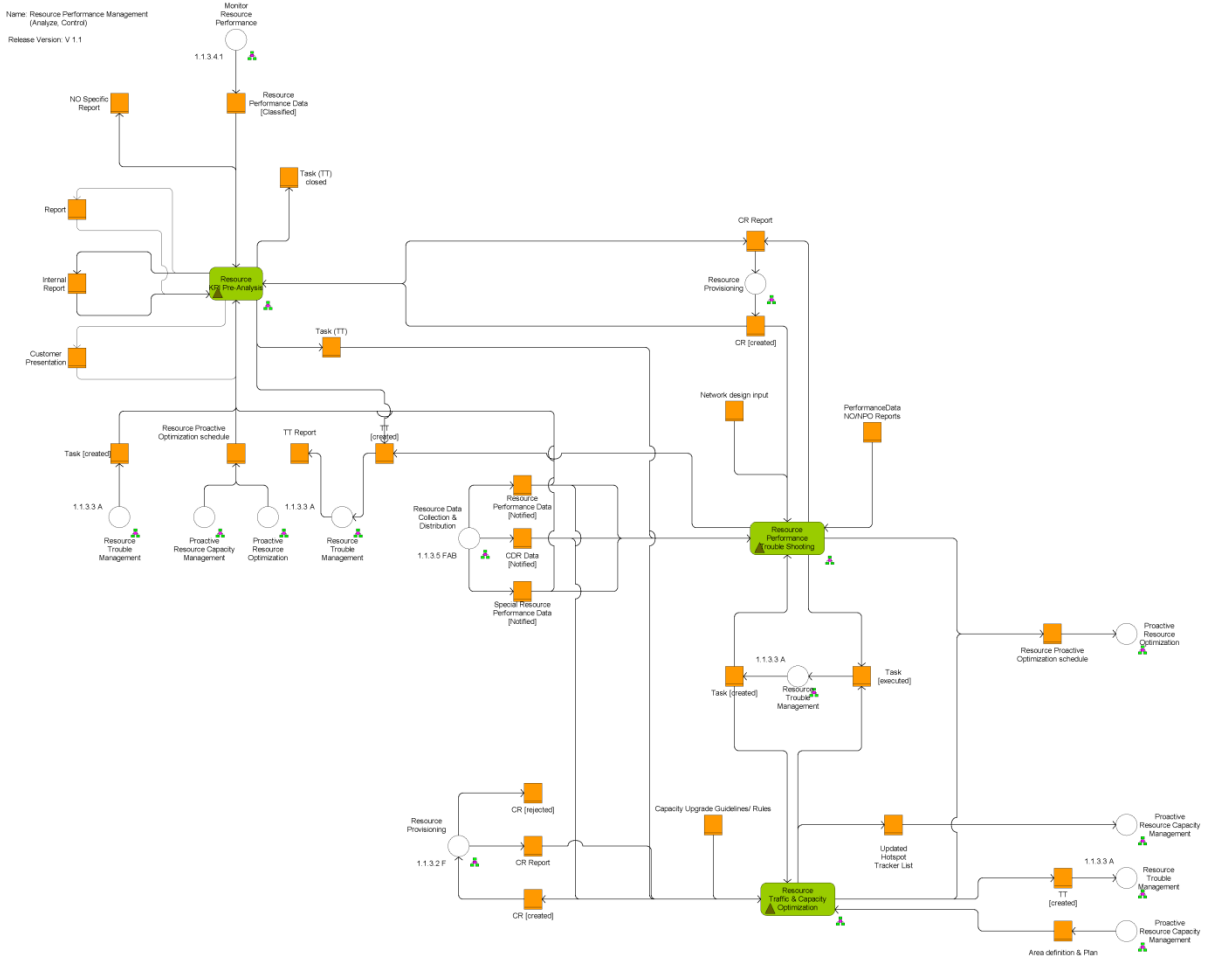 Name: Resource Performance Management
(Analyze, Control)
Release Version: V 1.1
Monitor
Resource
Performance
1.1.3.4.1
NO Specific
Report
Resource
Performance Data
[Classified]
Task (TT)
closed
Report
Internal
Report
Resource
KPI Pre-Analysis
Customer
Presentation
Task (TT)
CR Report
Resource
Provisioning
CR [created]
Network design input
PerformanceData
NO/NPO Reports
Task [created]
Resource Proactive
Optimization schedule
TT Report
TT
[created]
1.1.3.3 A
Resource
Trouble
Management
Proactive
Resource Capacity
Management
Proactive
Resource
Optimization
1.1.3.3 A
Resource
Trouble
Management
Resource Data
Collection &
Distribution
1.1.3.5 FAB
Resource
Performance Data
[Notified]
CDR Data
[Notified]
Special Resource
Performance Data
[Notified]
Resource
Performance
Trouble Shooting
Resource Proactive
Optimization schedule
Proactive
Resource
Optimization
Task [created]
1.1.3.3 A
Resource
Trouble
Management
Task
[executed]
CR [rejected]
Resource
Provisioning
1.1.3.2 F
CR Report
CR [created]
Capacity Upgrade Guidelines/ Rules
Updated
Hotspot
Tracker List
Proactive
Resource Capacity
Management
Resource
Traffic & Capacity
Optimization
1.1.3.3 A
TT
[created]
Resource
Trouble
Management
Area definition & Plan
Proactive
Resource Capacity
Management